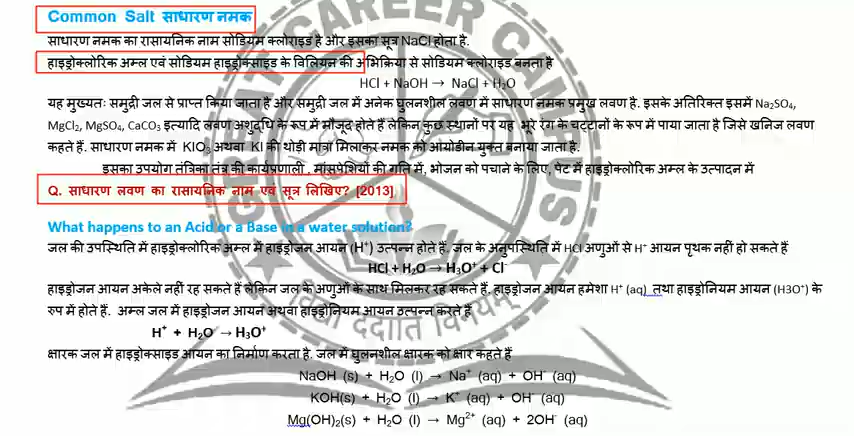 Common Salt साधारण नमक
साधारण नमक का रासायनिक नाम सोडियम क्लोराइड है और इसका सूत्र NaCl होता है.
हाइड्रोक्लोरिक अम्ल एवं सोडियम हाइड्रोक्साइड के विलियन की अभिक्रिया से सोडियम क्लोराइड बनता है
HCl + NaOH → NaCl + H₂O
यह मुख्यतः समुद्री जल से प्राप्त किया जाता है और समुद्री जल में अनेक घुलनशील लवण में साधारण नमक प्रमुख लवण है. इसके अतिरिक्त इसमें Na₂SO₄,
MgCl₂, MgSO₄, CaCO₃ इत्यादि लवण अशुद्धि के रूप में मौजूद होते हैं लेकिन कुछ स्थानों पर यह भूरे रंग के चट्टानों के रूप में पाया जाता है जिसे खनिज लवण
कहते हैं. साधारण नमक में KIO₃ अथवा KI की थोड़ी मात्रा मिलाकर नमक को ओयोडीन युक्त बनाया जाता है.
इसका उपयोग तंत्रिका तंत्र की कार्यप्रणाली , मांसपेशियों की गति में, भोजन को पचाने के लिए, पेट में हाइड्रोक्लोरिक अम्ल के उत्पादन में
Q. साधारण लवण का रासायनिक नाम एवं सूत्र लिखिए? [2013]
What happens to an Acid or a Base in a water solution?
जल की उपस्थिति में हाइड्रोक्लोरिक अम्ल में हाइड्रोजन आयन (H⁺) उत्पन्न होते हैं. जल के अनुपस्थिति में HCl अणुओं से H⁺ आयन पृथक नहीं हो सकते हैं
HCl + H₂O → H₃O⁺ + Cl⁻
हाइड्रोजन आयन अकेले नहीं रह सकते हैं लेकिन जल के अणुओं के साथ मिलकर रह सकते हैं. हाइड्रोजन आयन हमेशा H⁺ (aq) तथा हाइड्रोनियम आयन (H3O⁺) के
रूप में होते हैं. अम्ल जल में हाइड्रोजन आयन अथवा हाइड्रोनियम आयन उत्पन्न करते हैं
H⁺ + H₂O → H₃O⁺
क्षारक जल में हाइड्रोक्साइड आयन का निर्माण करता है. जल में घुलनशील क्षारक को क्षार कहते हैं
NaOH (s) + H₂O (l) → Na⁺ (aq) + OH⁻ (aq)
KOH(s) + H₂O (l) → K⁺ (aq) + OH⁻ (aq)
Mg(OH)₂(s) + H₂O (l) → Mg²⁺ (aq) + 2OH⁻ (aq)
CAREER CAMPUS
विद्या ददाति विनयम्